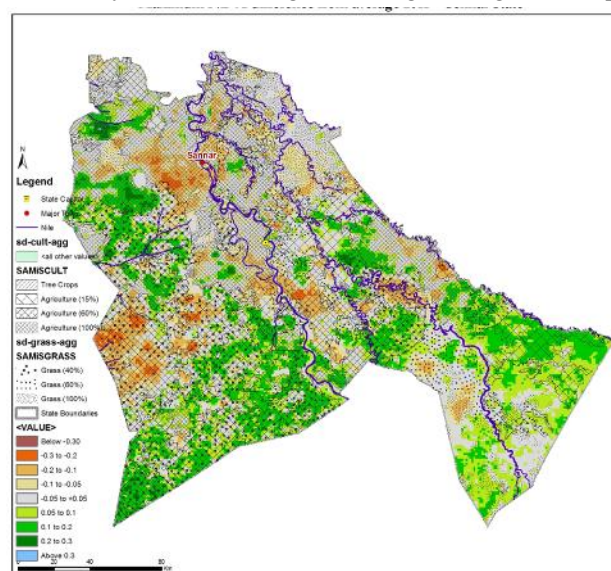 N
Sannar
Legend
State Capital
Major Town
Nile
sd-cult-agg
<all other values>
SAMISCULT
Tree Crops
Agriculture (15%)
Agriculture (60%)
Agriculture (100%)
sd-grass-agg
SAMiSGRASS
Grass (40%)
Grass (60%)
Grass (100%)
State Boundaries
<VALUE>
Below -0.30
-0.3 to -0.2
-0.2 to -0.1
-0.1 to -0.05
-0.05 to +0.05
0.05 to 0.1
0.1 to 0.2
0.2 to 0.3
Above 0.3
0 20 40 80